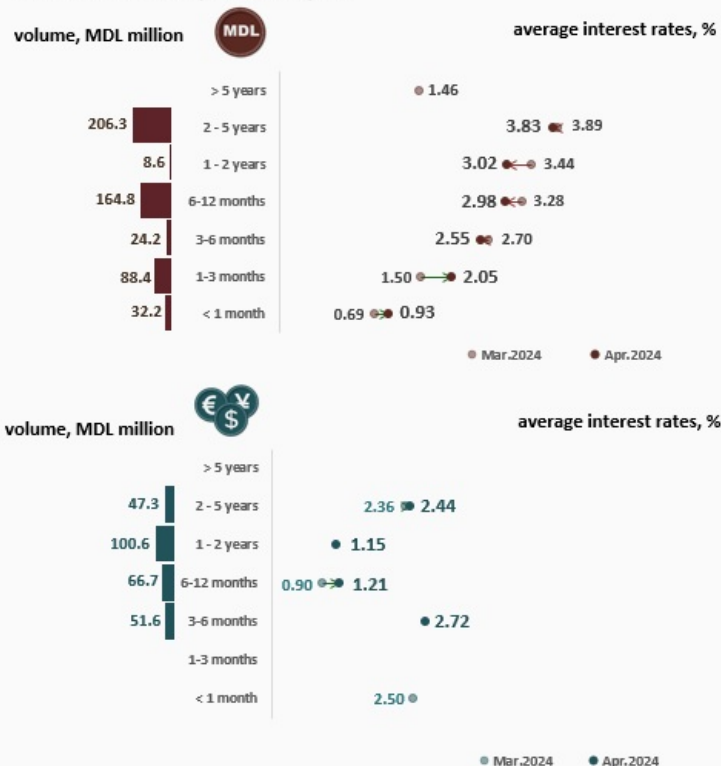 MDL
volume, MDL million average interest rates, %
> 5 years 1.46
206.3 2 - 5 years 3.83 3.89
8.6 1 - 2 years 3.02 3.44
164.8 6-12 months 2.98 3.28
24.2 3-6 months 2.55 2.70
88.4 1-3 months 1.50 2.05
32.2 < 1 month 0.69 0.93
Mar.2024 Apr.2024
€ ¥
$
volume, MDL million average interest rates, %
> 5 years
47.3 2 - 5 years 2.36 2.44
100.6 1 - 2 years 1.15
66.7 6-12 months 0.90 1.21
51.6 3-6 months 2.72
1-3 months
< 1 month 2.50
Mar.2024 Apr.2024